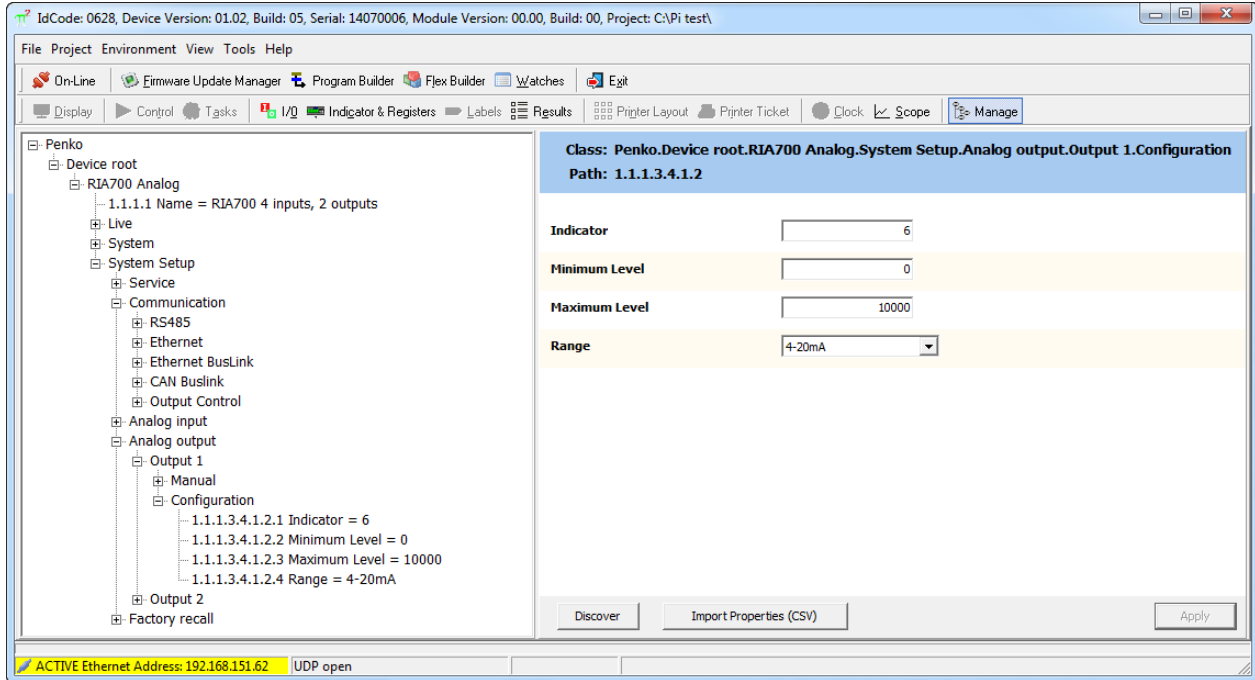 π² IdCode: 0628, Device Version: 01.02, Build: 05, Serial: 14070006, Module Version: 00.00, Build: 00, Project: C:\Pi test\
File Project Environment View Tools Help
On-Line Firmware Update Manager Program Builder Flex Builder Watches Exit
Display Control Tasks I/O Indicator & Registers Labels Results Printer Layout Printer Ticket Clock Scope Manage
Penko
Device root
RIA700 Analog
1.1.1.1 Name = RIA700 4 inputs, 2 outputs
Live
System
System Setup
Service
Communication
RS485
Ethernet
Ethernet BusLink
CAN Buslink
Output Control
Analog input
Analog output
Output 1
Manual
Configuration
1.1.1.3.4.1.2.1 Indicator = 6
1.1.1.3.4.1.2.2 Minimum Level = 0
1.1.1.3.4.1.2.3 Maximum Level = 10000
1.1.1.3.4.1.2.4 Range = 4-20mA
Output 2
Factory recall
Class: Penko.Device root.RIA700 Analog.System Setup.Analog output.Output 1.Configuration
Path: 1.1.1.3.4.1.2
Indicator 6
Minimum Level 0
Maximum Level 10000
Range 4-20mA
Discover Import Properties (CSV) Apply
ACTIVE Ethernet Address: 192.168.151.62 UDP open